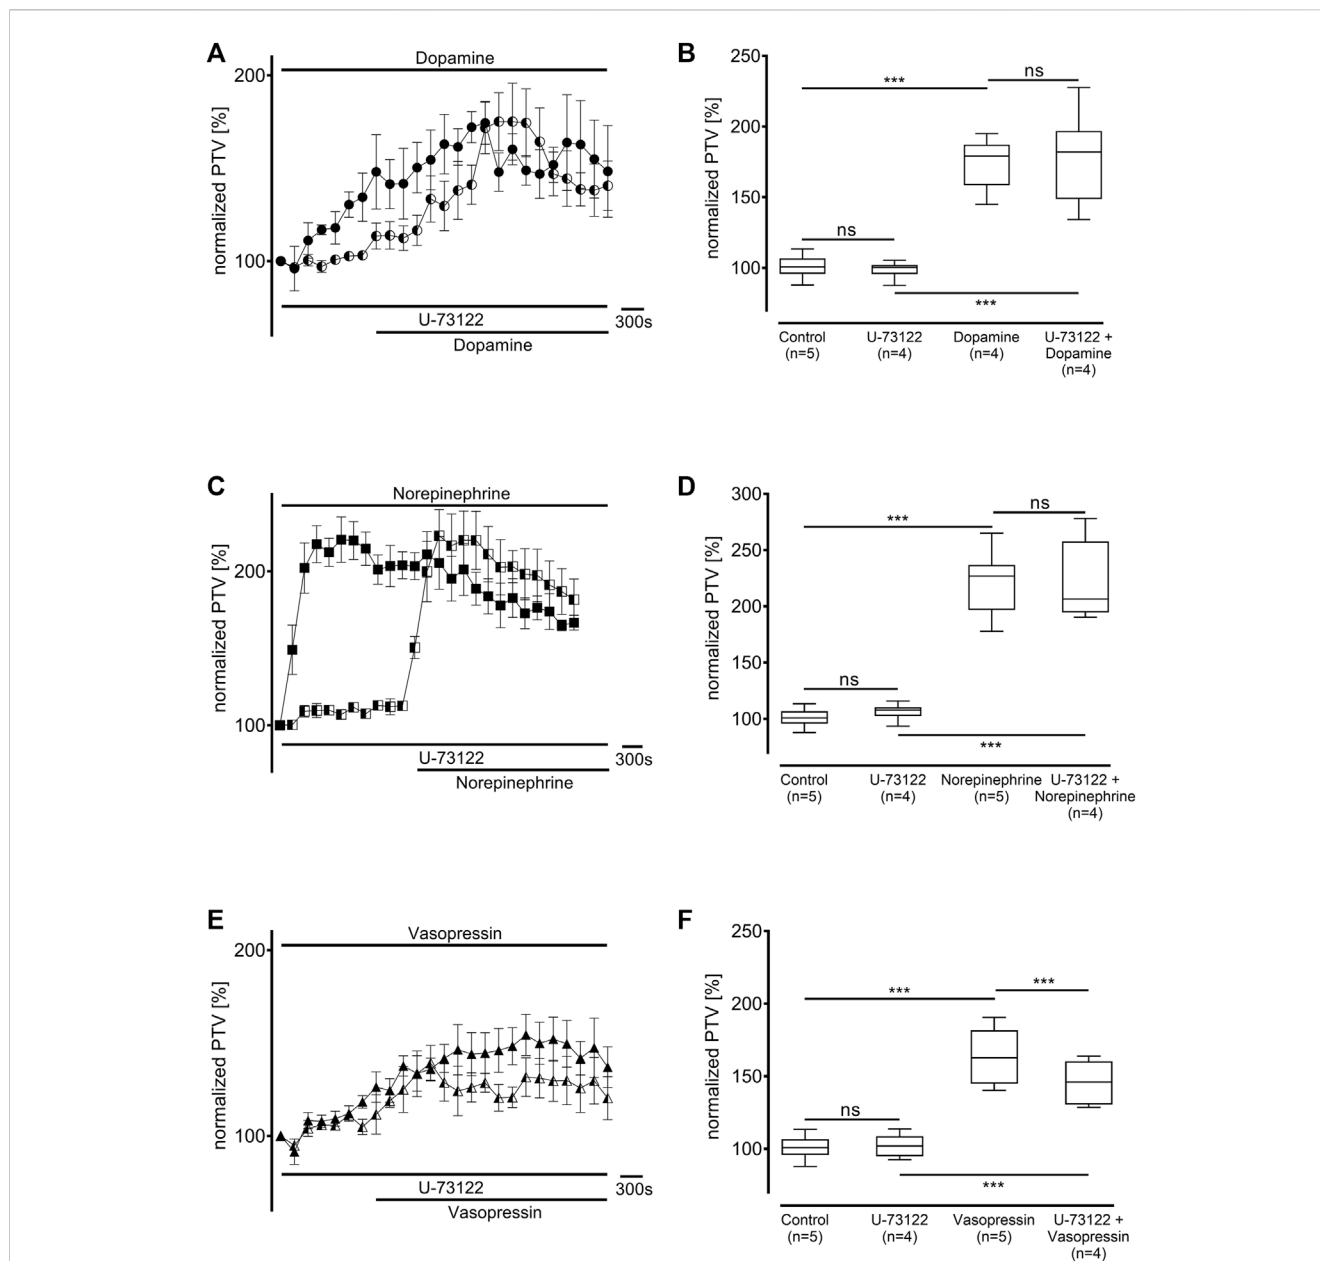 A
Dopamine
200
100
normalized PTV [%]
U-73122
300s
Dopamine
B
250
200
150
100
normalized PTV [%]
***
ns
ns
***
Control
(n=5)
U-73122
(n=4)
Dopamine
(n=4)
U-73122 +
Dopamine
(n=4)
C
Norepinephrine
200
100
normalized PTV [%]
U-73122
300s
Norepinephrine
D
300
250
200
150
100
normalized PTV [%]
***
ns
ns
***
Control
(n=5)
U-73122
(n=4)
Norepinephrine
(n=5)
U-73122 +
Norepinephrine
(n=4)
E
Vasopressin
200
100
normalized PTV [%]
U-73122
300s
Vasopressin
F
250
200
150
100
normalized PTV [%]
***
***
ns
***
Control
(n=5)
U-73122
(n=4)
Vasopressin
(n=5)
U-73122 +
Vasopressin
(n=4)